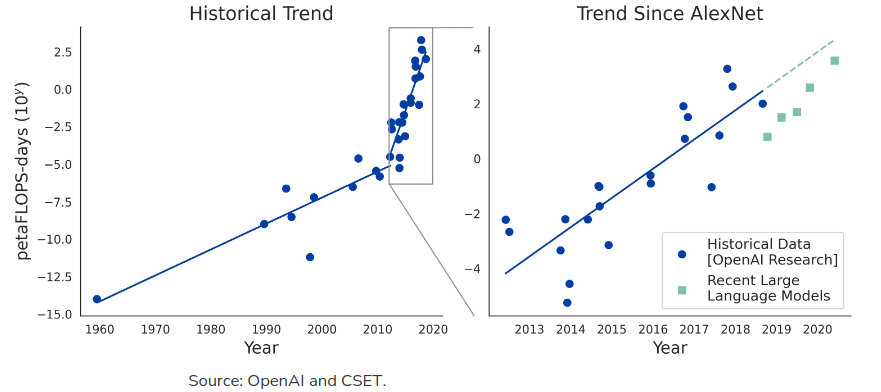 Historical Trend
petaFLOPS-days (10^y)
2.5
0.0
−2.5
−5.0
−7.5
−10.0
−12.5
−15.0
1960 1970 1980 1990 2000 2010 2020
Year
Trend Since AlexNet
4
2
0
−2
−4
Historical Data
[OpenAI Research]
Recent Large
Language Models
2013 2014 2015 2016 2017 2018 2019 2020
Year
Source: OpenAI and CSET.